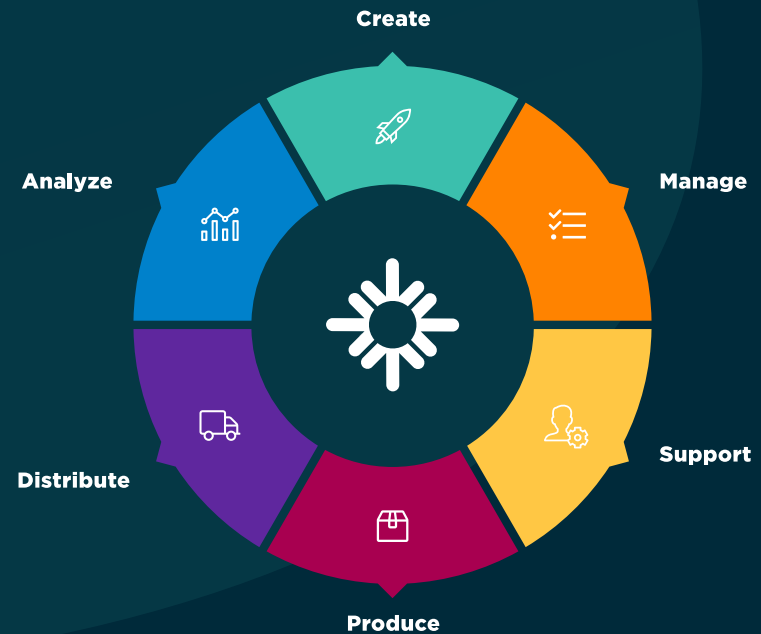 Create
Analyze
Manage
Support
Distribute
Produce